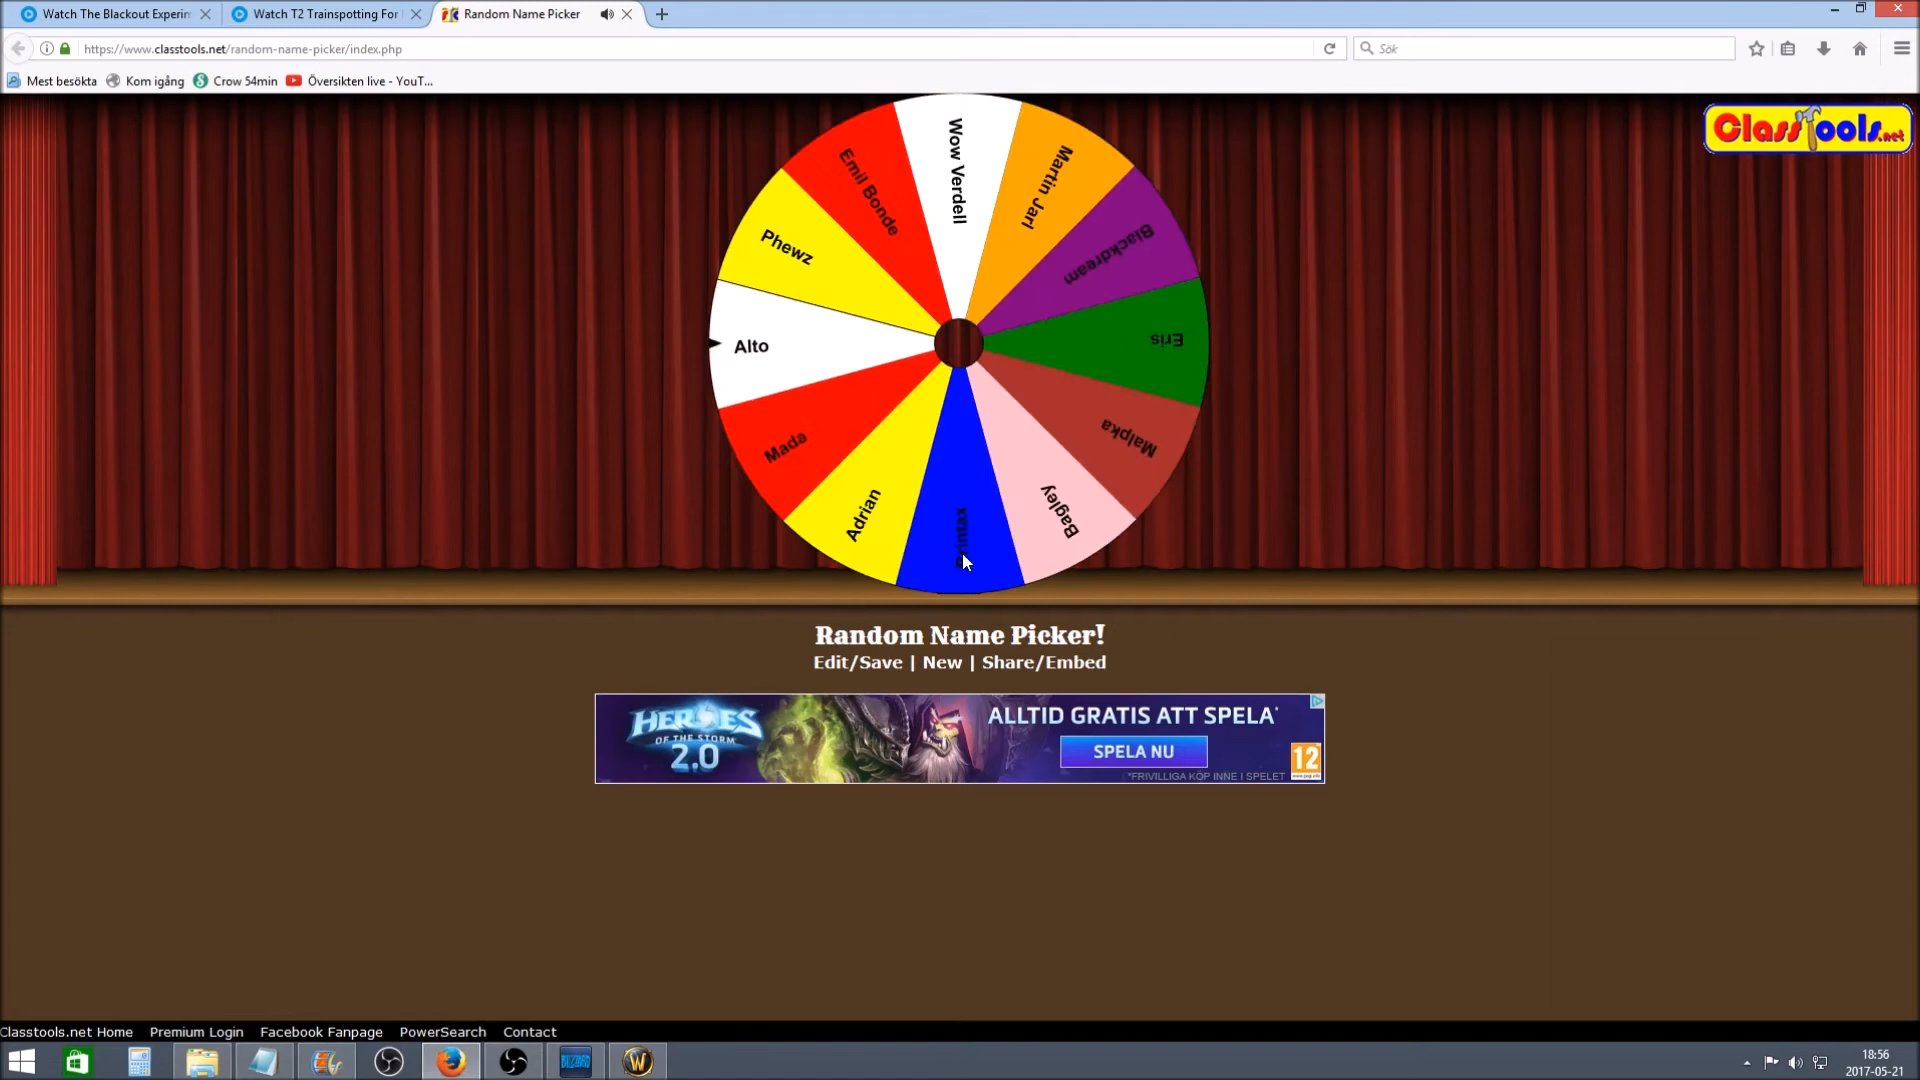 Watch The Blackout Experin
Watch T2 Trainspotting For
Random Name Picker
https://www.classtools.net/random-name-picker/index.php
Sök
Mest besökta
Kom igång
Crow 54min
Översikten live - YouT...
ClassTools.net
Wow Verdell
Martin Jarl
Blackdream
Eris
Malpka
Bagley
Adrian
Mada
Alto
Phewz
Emil Bonde
Random Name Picker!
Edit/Save | New | Share/Embed
HEROES
OF THE STORM
2.0
ALLTID GRATIS ATT SPELA*
SPELA NU
*FRIVILLIGA KÖP INNE I SPELET
12
Classtools.net Home Premium Login Facebook Fanpage PowerSearch Contact
BLIZZARD
18:56
2017-05-21